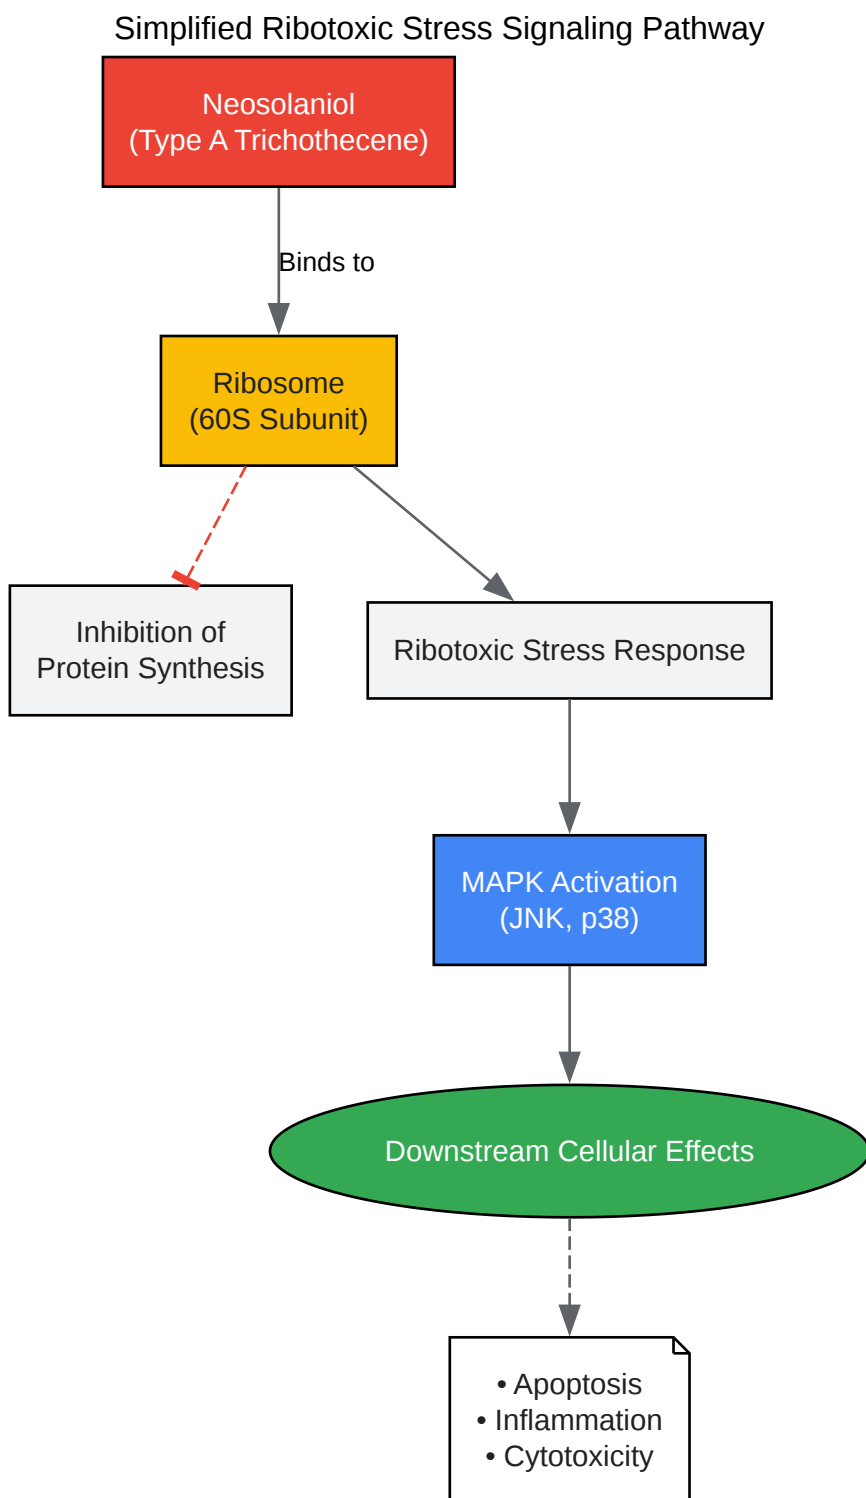 Simplified Ribotoxic Stress Signaling Pathway
Neosolaniol
(Type A Trichothecene)
Binds to
Ribosome
(60S Subunit)
Inhibition of
Protein Synthesis
Ribotoxic Stress Response
MAPK Activation
(JNK, p38)
Downstream Cellular Effects
• Apoptosis
• Inflammation
• Cytotoxicity